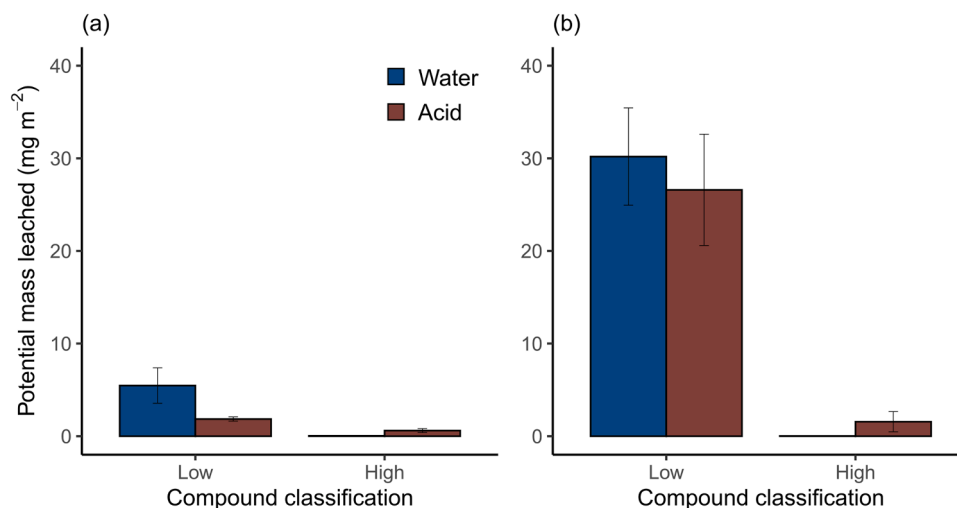 (a)
(b)
Potential mass leached (mg m⁻²)
40
30
20
10
0
Water
Acid
Low
High
Compound classification
40
30
20
10
0
Low
High
Compound classification